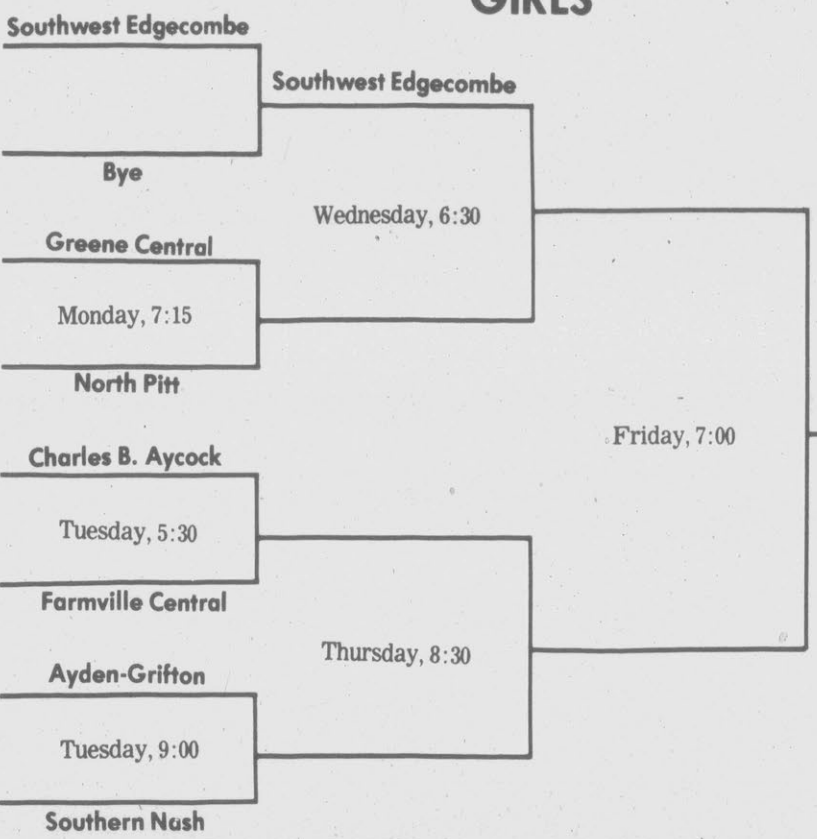 GIRLS
Southwest Edgecombe
Southwest Edgecombe
Bye
Wednesday, 6:30
Greene Central
Monday, 7:15
North Pitt
Friday, 7:00
Charles B. Aycock
Tuesday, 5:30
Farmville Central
Thursday, 8:30
Ayden-Grifton
Tuesday, 9:00
Southern Nash